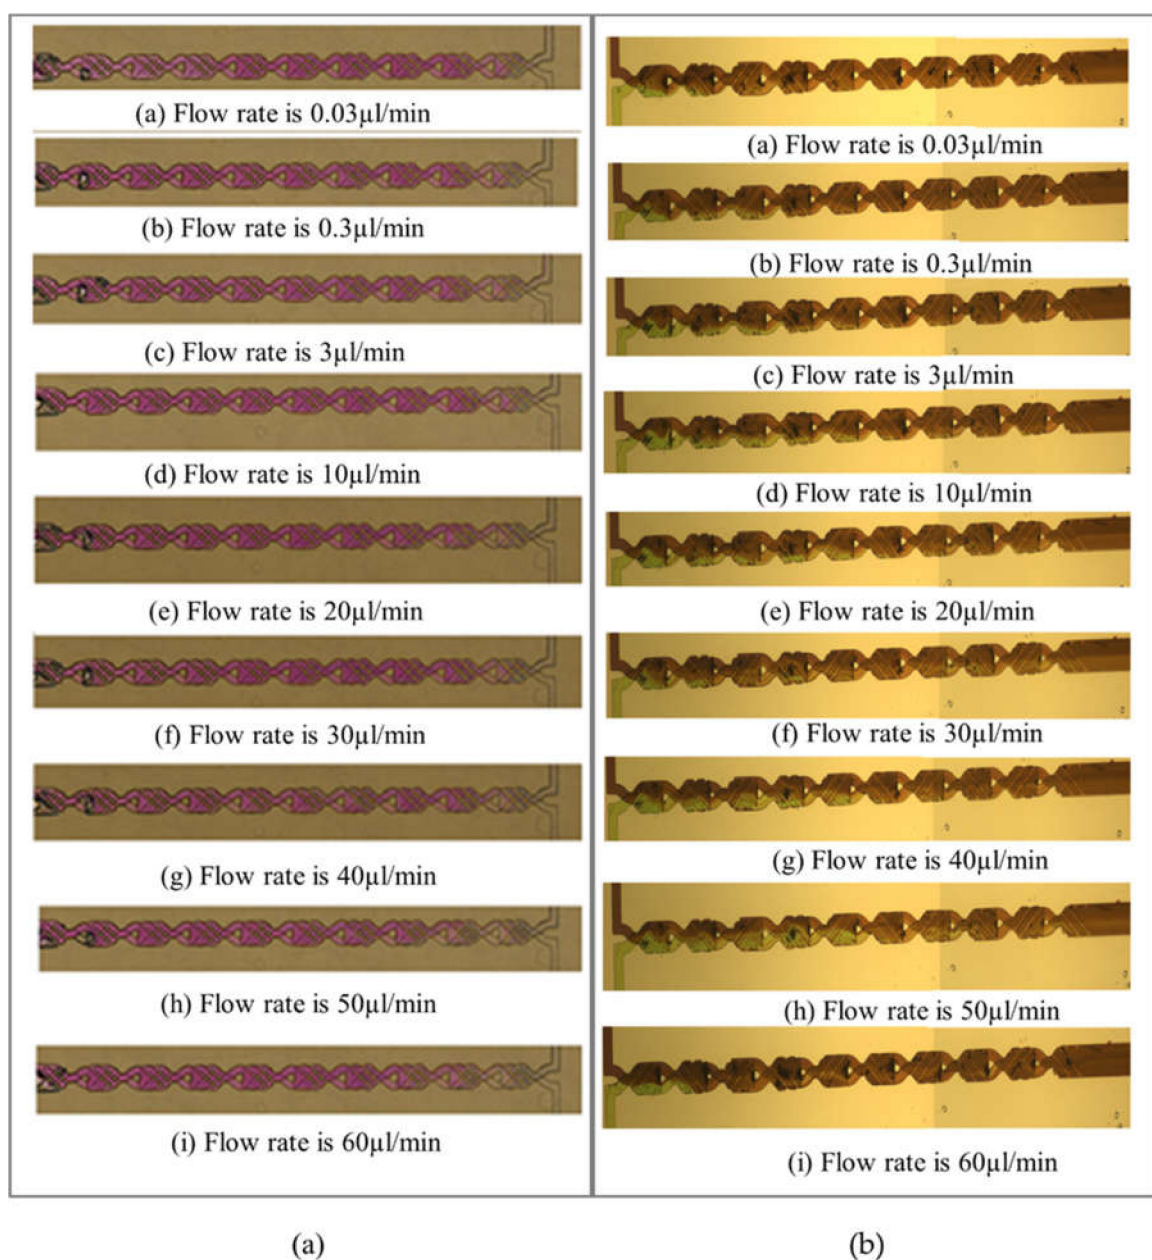 (a) Flow rate is 0.03µl/min
(b) Flow rate is 0.3µl/min
(c) Flow rate is 3µl/min
(d) Flow rate is 10µl/min
(e) Flow rate is 20µl/min
(f) Flow rate is 30µl/min
(g) Flow rate is 40µl/min
(h) Flow rate is 50µl/min
(i) Flow rate is 60µl/min
(a)
(a) Flow rate is 0.03µl/min
(b) Flow rate is 0.3µl/min
(c) Flow rate is 3µl/min
(d) Flow rate is 10µl/min
(e) Flow rate is 20µl/min
(f) Flow rate is 30µl/min
(g) Flow rate is 40µl/min
(h) Flow rate is 50µl/min
(i) Flow rate is 60µl/min
(b)